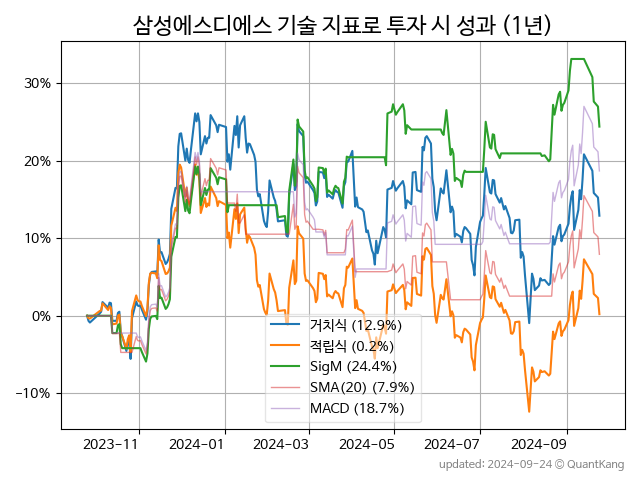 삼성에스디에스 기술 지표로 투자 시 성과 (1년)
30%
20%
10%
0%
−10%
거치식 (12.9%)
적립식 (0.2%)
SigM (24.4%)
SMA(20) (7.9%)
MACD (18.7%)
2023-11
2024-01
2024-03
2024-05
2024-07
2024-09
updated: 2024-09-24 © QuantKang